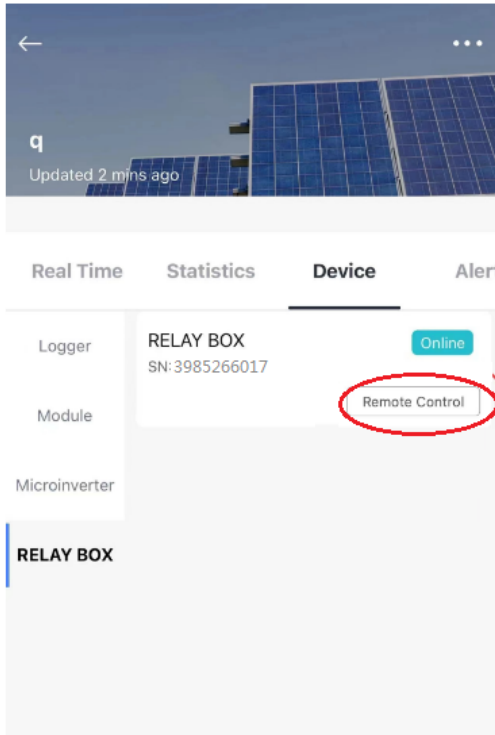 q
Updated 2 mins ago
Real Time Statistics Device Aler
Logger
RELAY BOX Online
SN:3985266017
Remote Control
Module
Microinverter
RELAY BOX